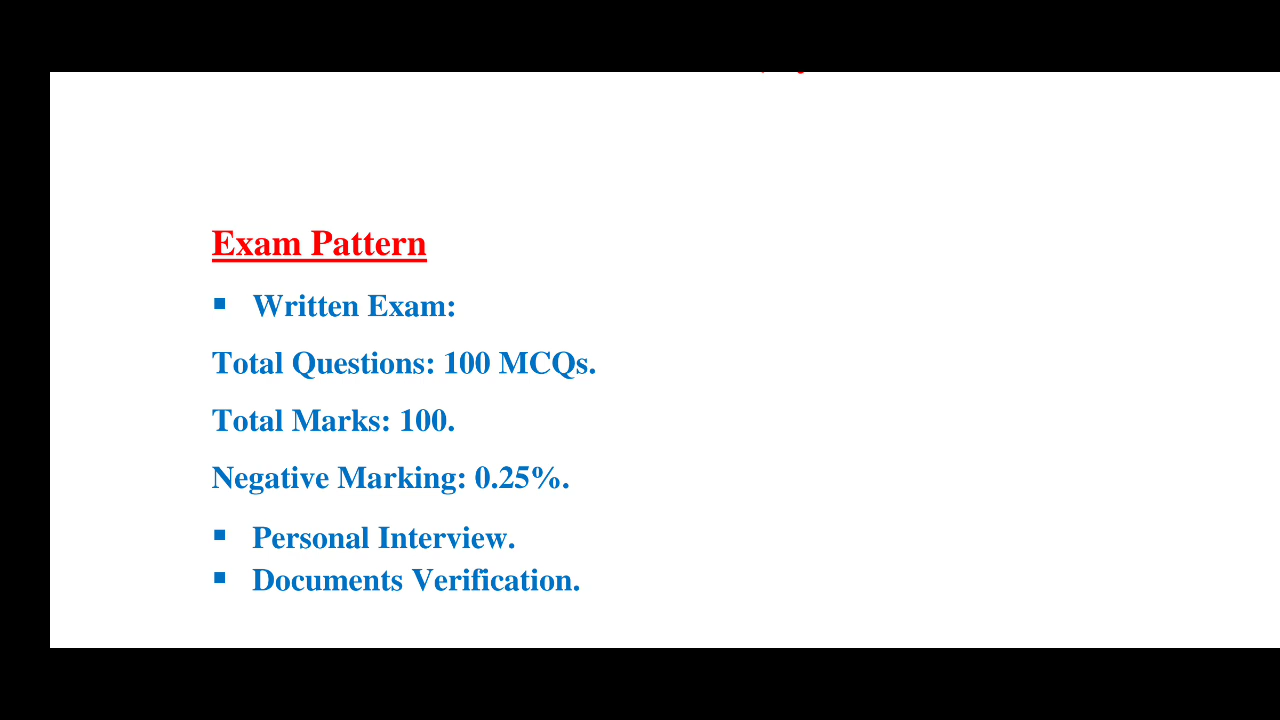 Exam Pattern
▪ Written Exam:
Total Questions: 100 MCQs.
Total Marks: 100.
Negative Marking: 0.25%.
▪ Personal Interview.
▪ Documents Verification.